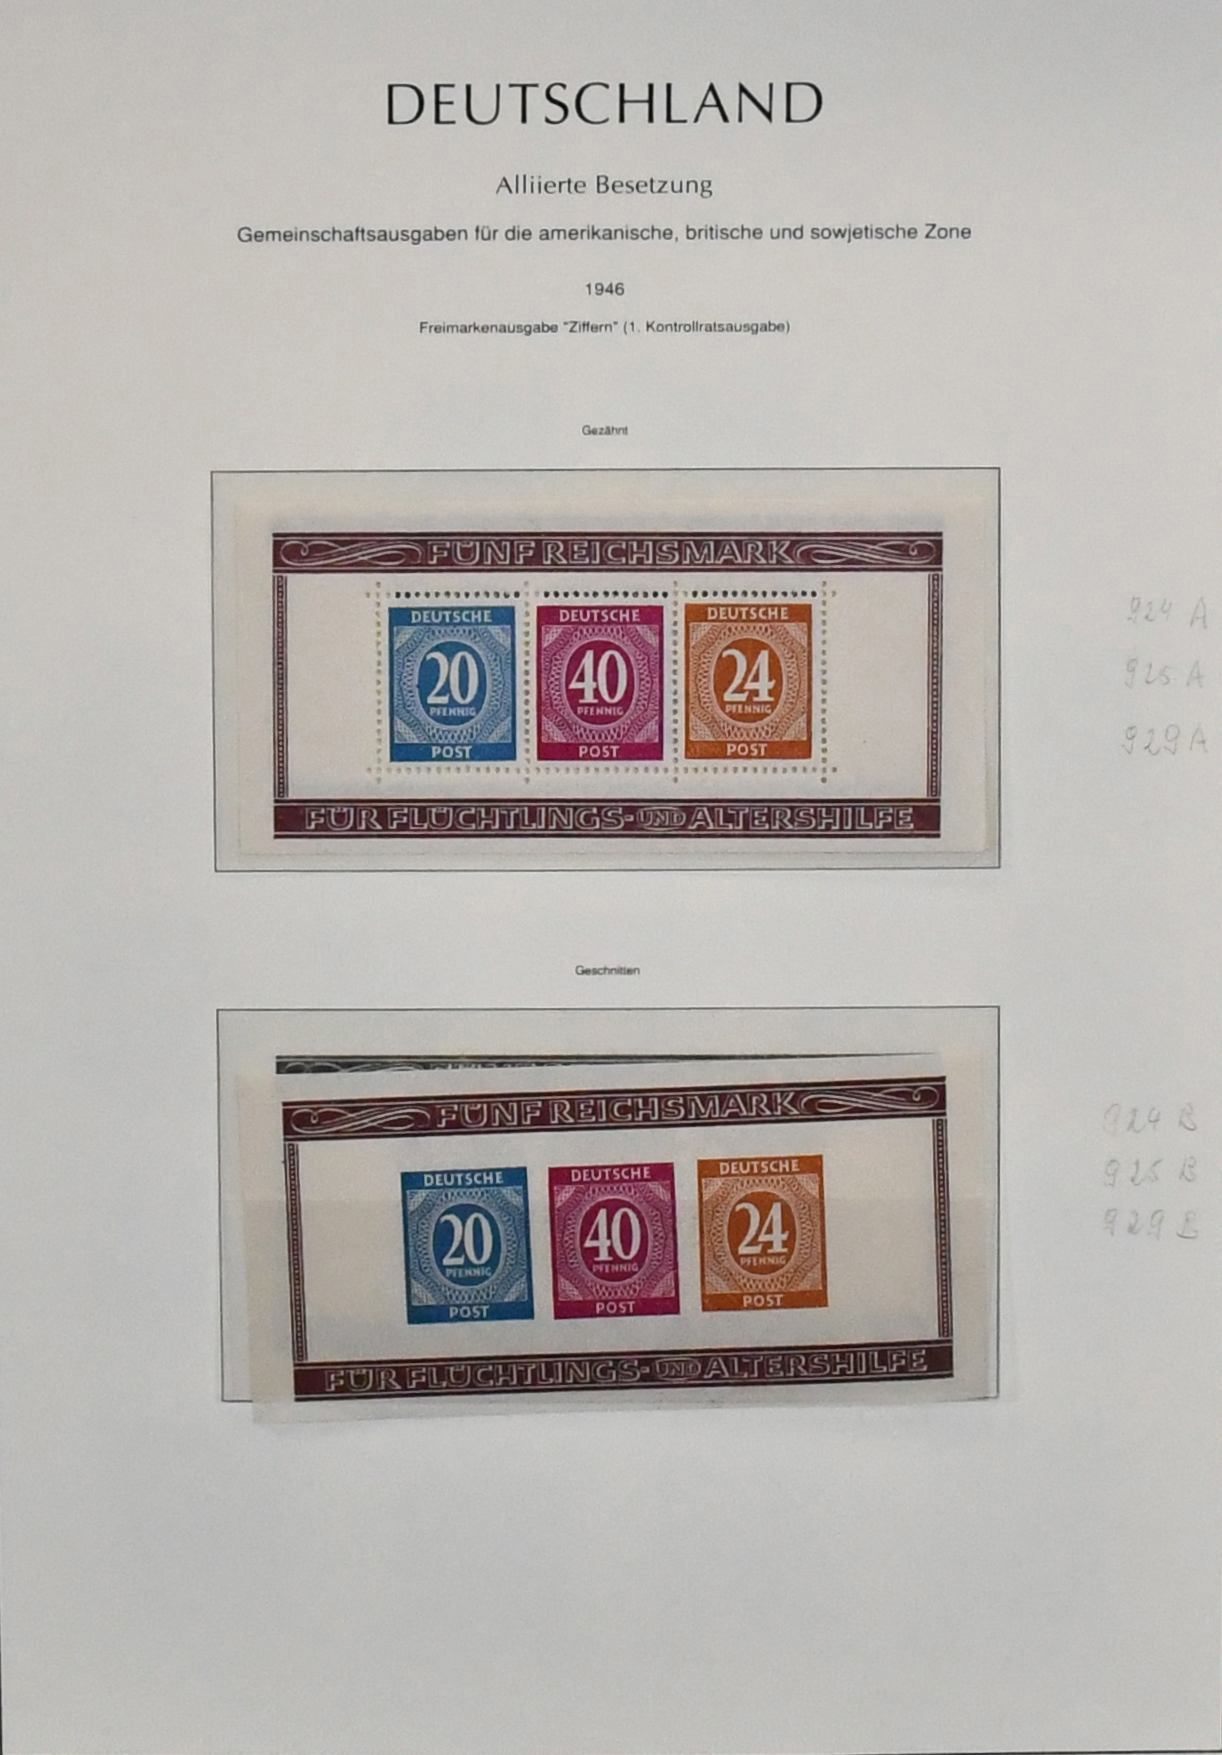 DEUTSCHLAND
Alliierte Besetzung
Gemeinschaftsausgaben für die amerikanische, britische und sowjetische Zone
1946
Freimarkenausgabe "Ziffern" (1. Kontrollratsausgabe)
Gezähnt
FÜNF REICHSMARK
DEUTSCHE DEUTSCHE DEUTSCHE
20 40 24
PFENNIG PFENNIG PFENNIG
POST POST POST
FÜR FLÜCHTLINGS- UND ALTERSHILFE
924 A
925 A
929 A
Geschnitten
FÜNF REICHSMARK
DEUTSCHE DEUTSCHE DEUTSCHE
20 40 24
PFENNIG PFENNIG PFENNIG
POST POST POST
FÜR FLÜCHTLINGS- UND ALTERSHILFE
924 B
925 B
929 B